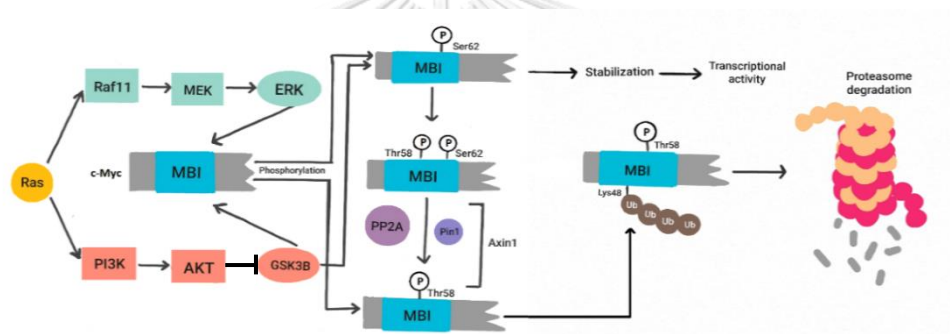 Ras
Raf11
MEK
ERK
c-Myc
MBI
Phosphorylation
PI3K
AKT
GSK3B
P
Ser62
MBI
Stabilization
Transcriptional
activity
Thr58
P
P
Ser62
MBI
PP2A
Pin1
Axin1
P
Thr58
MBI
P
Thr58
MBI
Lys48
Ub
Ub
Ub
Ub
Proteasome
degradation